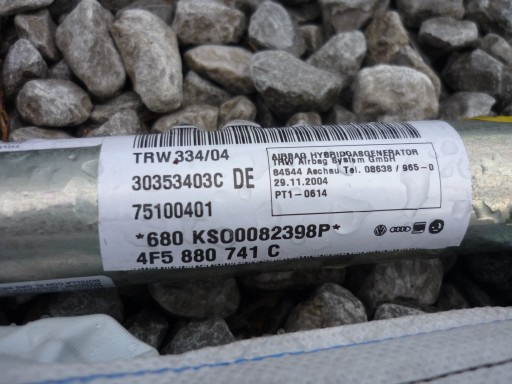 TRW 334/04
30353403C DE
75100401
*680 KSO0082398P*
4F5 880 741 C
AIRBAG HYBRIDGASGENERATOR
TRW Airbag System GmbH
84544 Aschau Tel. 08638 / 965-0
29.11.2004
PT1-0614